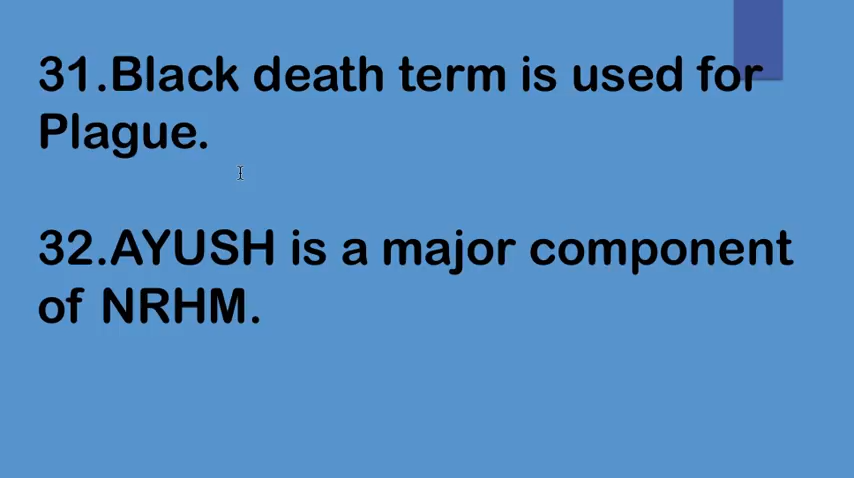 31.Black death term is used for
Plague.
32.AYUSH is a major component
of NRHM.